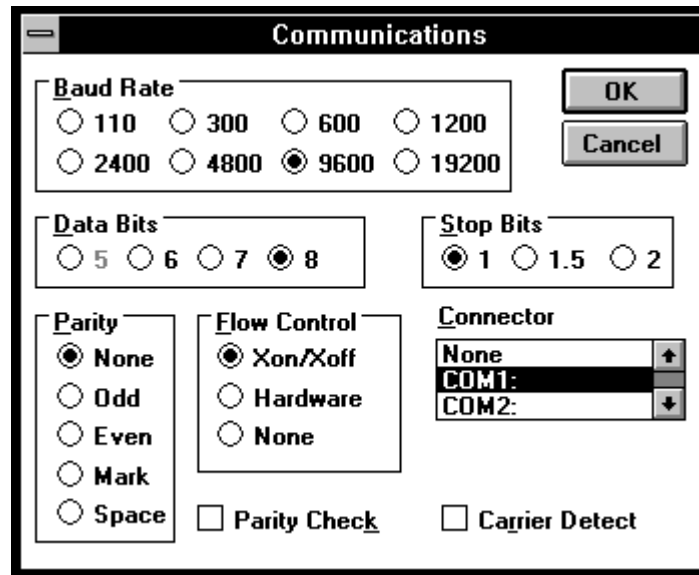 Communications
Baud Rate
110 300 600 1200
2400 4800 9600 19200
OK
Cancel
Data Bits
5 6 7 8
Stop Bits
1 1.5 2
Parity
None
Odd
Even
Mark
Space
Flow Control
Xon/Xoff
Hardware
None
Connector
None
COM1:
COM2:
Parity Check
Carrier Detect